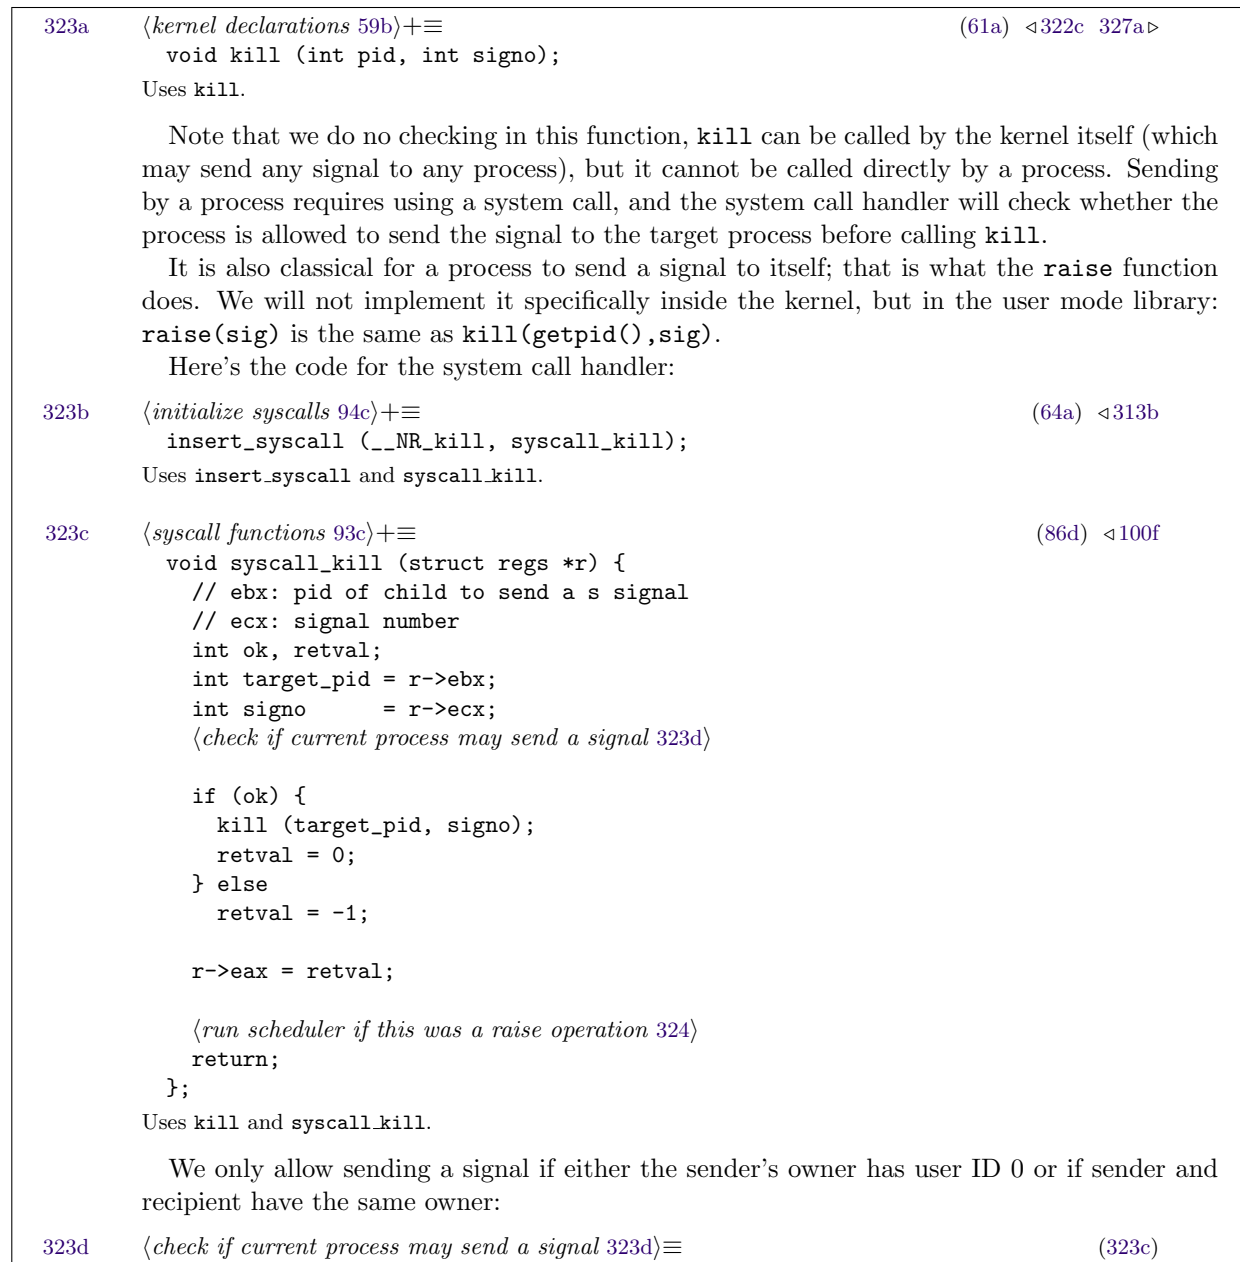 323a ⟨kernel declarations 59b⟩+≡ (61a) ◁322c 327a▷
void kill (int pid, int signo);
Uses kill.
Note that we do no checking in this function, kill can be called by the kernel itself (which
may send any signal to any process), but it cannot be called directly by a process. Sending
by a process requires using a system call, and the system call handler will check whether the
process is allowed to send the signal to the target process before calling kill.
It is also classical for a process to send a signal to itself; that is what the raise function
does. We will not implement it specifically inside the kernel, but in the user mode library:
raise(sig) is the same as kill(getpid(),sig).
Here's the code for the system call handler:
323b ⟨initialize syscalls 94c⟩+≡ (64a) ◁313b
insert_syscall (__NR_kill, syscall_kill);
Uses insert_syscall and syscall_kill.
323c ⟨syscall functions 93c⟩+≡ (86d) ◁100f
void syscall_kill (struct regs *r) {
// ebx: pid of child to send a s signal
// ecx: signal number
int ok, retval;
int target_pid = r->ebx;
int signo      = r->ecx;
⟨check if current process may send a signal 323d⟩
if (ok) {
kill (target_pid, signo);
retval = 0;
} else
retval = -1;
r->eax = retval;
⟨run scheduler if this was a raise operation 324⟩
return;
};
Uses kill and syscall_kill.
We only allow sending a signal if either the sender's owner has user ID 0 or if sender and
recipient have the same owner:
323d ⟨check if current process may send a signal 323d⟩≡ (323c)